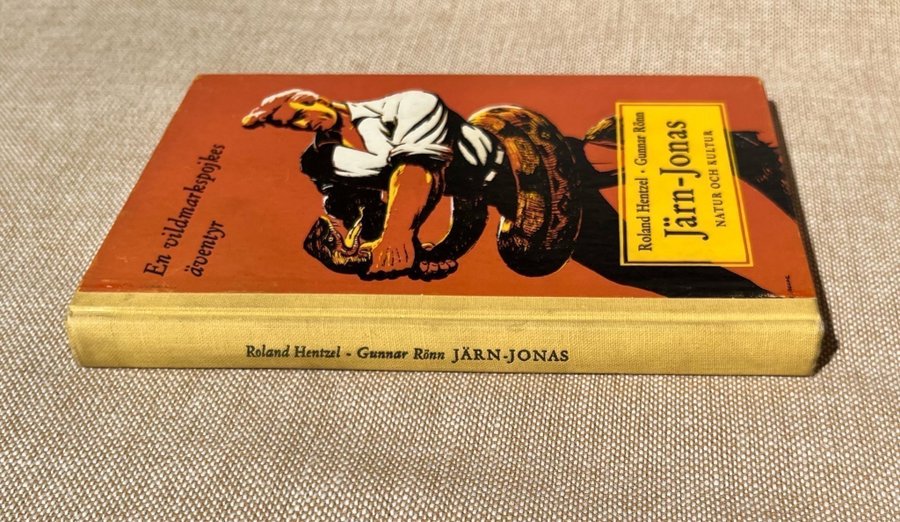 En vildmarkspojkes
äventyr
Roland Hentzel · Gunnar Rönn
Järn-Jonas
NATUR OCH KULTUR
Roland Hentzel - Gunnar Rönn JÄRN-JONAS